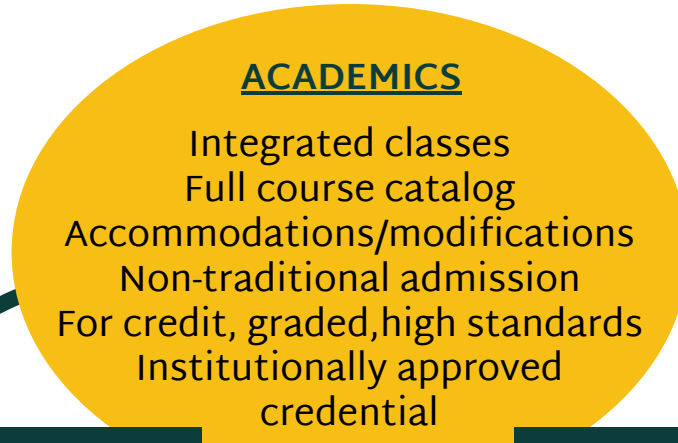 ACADEMICS
Integrated classes
Full course catalog
Accommodations/modifications
Non-traditional admission
For credit, graded,high standards
Institutionally approved
credential